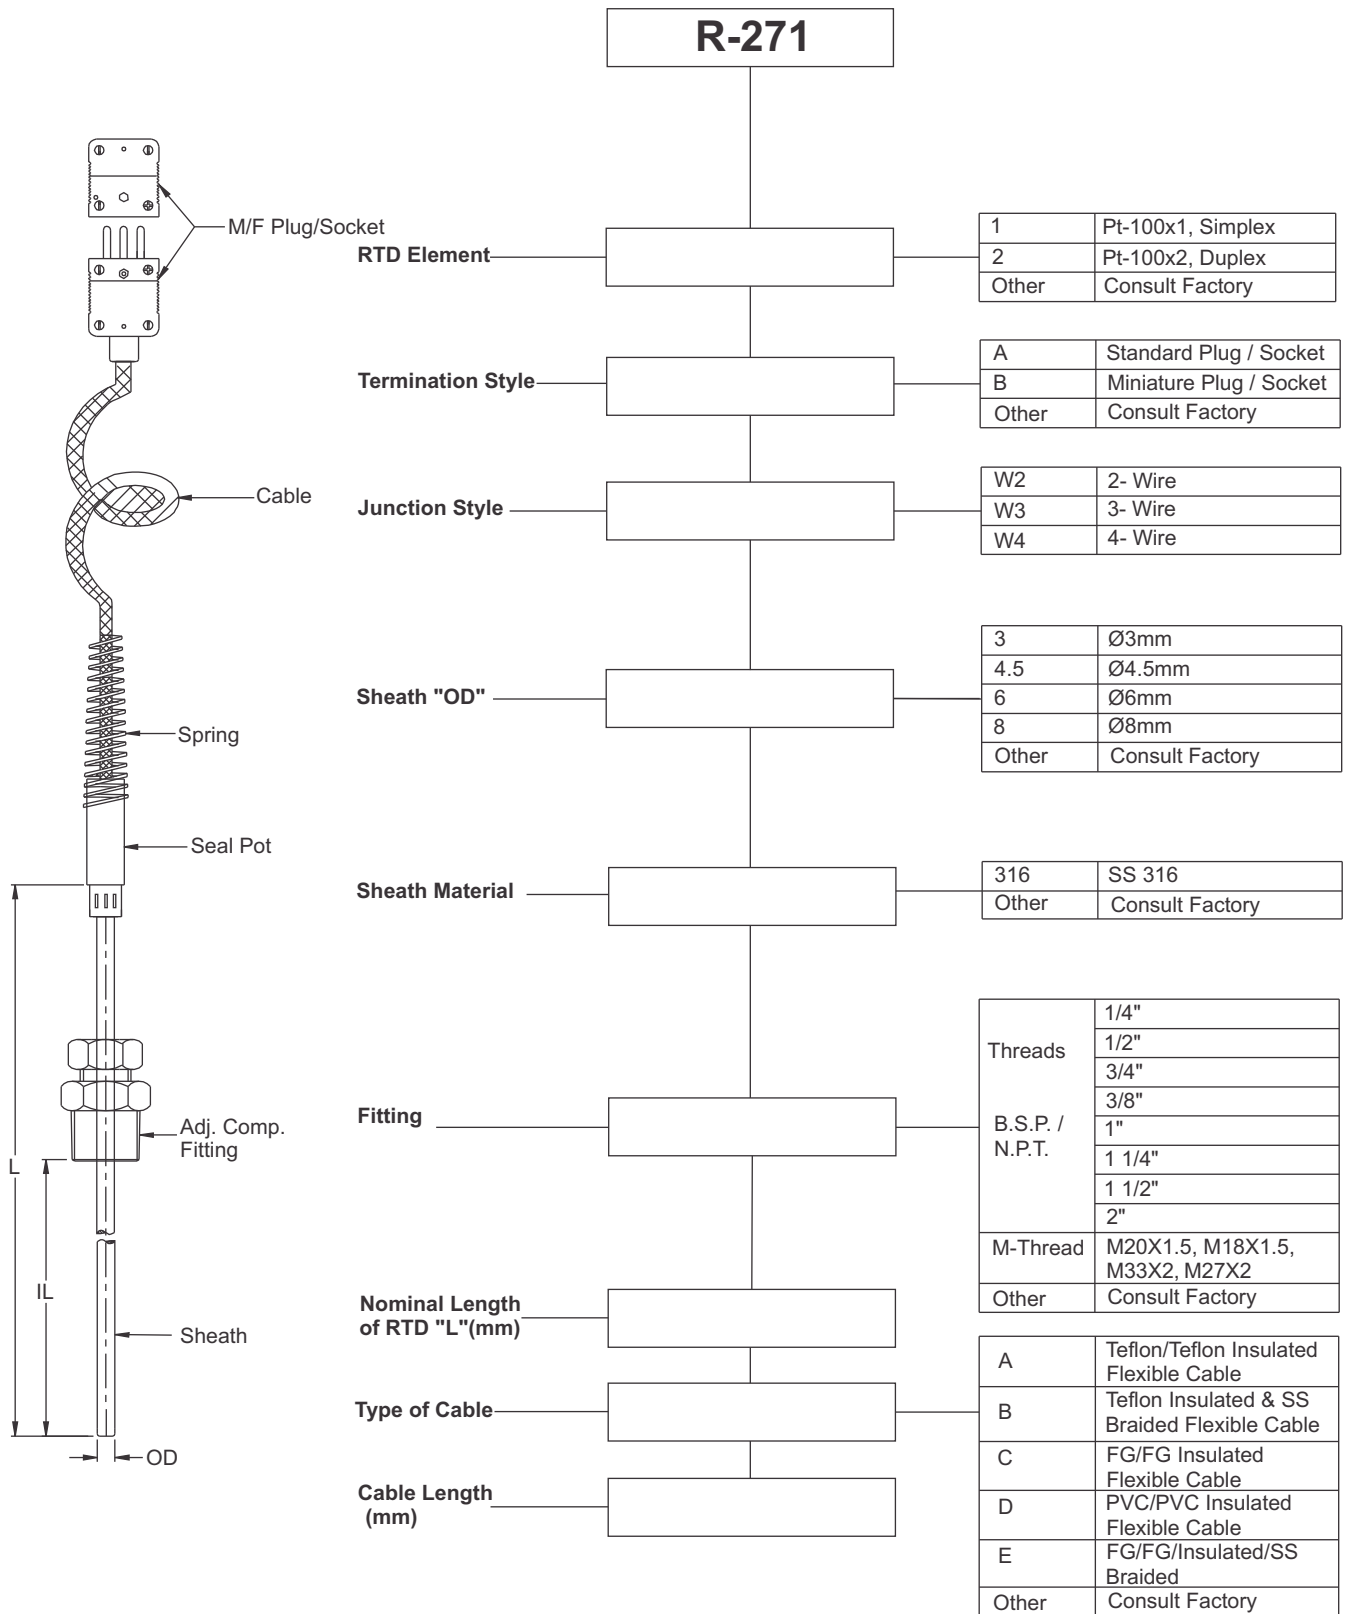 R-271
M/F Plug/Socket
Cable
Spring
Seal Pot
L
Adj. Comp.
Fitting
IL
Sheath
OD
RTD Element
1 Pt-100x1, Simplex
2 Pt-100x2, Duplex
Other Consult Factory
Termination Style
A Standard Plug / Socket
B Miniature Plug / Socket
Other Consult Factory
Junction Style
W2 2- Wire
W3 3- Wire
W4 4- Wire
Sheath "OD"
3 Ø3mm
4.5 Ø4.5mm
6 Ø6mm
8 Ø8mm
Other Consult Factory
Sheath Material
316 SS 316
Other Consult Factory
Fitting
Threads
B.S.P. /
N.P.T.
1/4"
1/2"
3/4"
3/8"
1"
1 1/4"
1 1/2"
2"
M-Thread M20X1.5, M18X1.5,
M33X2, M27X2
Other Consult Factory
Nominal Length
of RTD "L"(mm)
Type of Cable
A Teflon/Teflon Insulated
Flexible Cable
B Teflon Insulated & SS
Braided Flexible Cable
C FG/FG Insulated
Flexible Cable
D PVC/PVC Insulated
Flexible Cable
E FG/FG/Insulated/SS
Braided
Other Consult Factory
Cable Length
(mm)